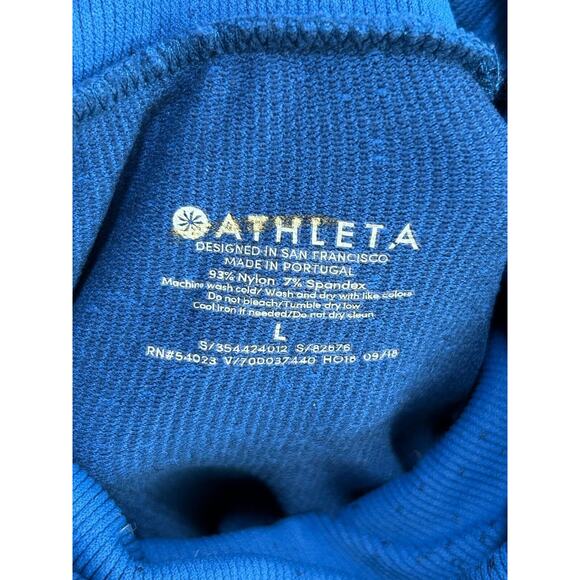 ATHLETA
DESIGNED IN SAN FRANCISCO
MADE IN PORTUGAL
93% Nylon 7% Spandex
Machine wash cold/ Wash and dry with like colors
Do not bleach/Tumble dry low
Cool iron if needed/Do not dry clean
L
S/354424012 S/82676
RN#54023 V/700037440 HO18 09/18